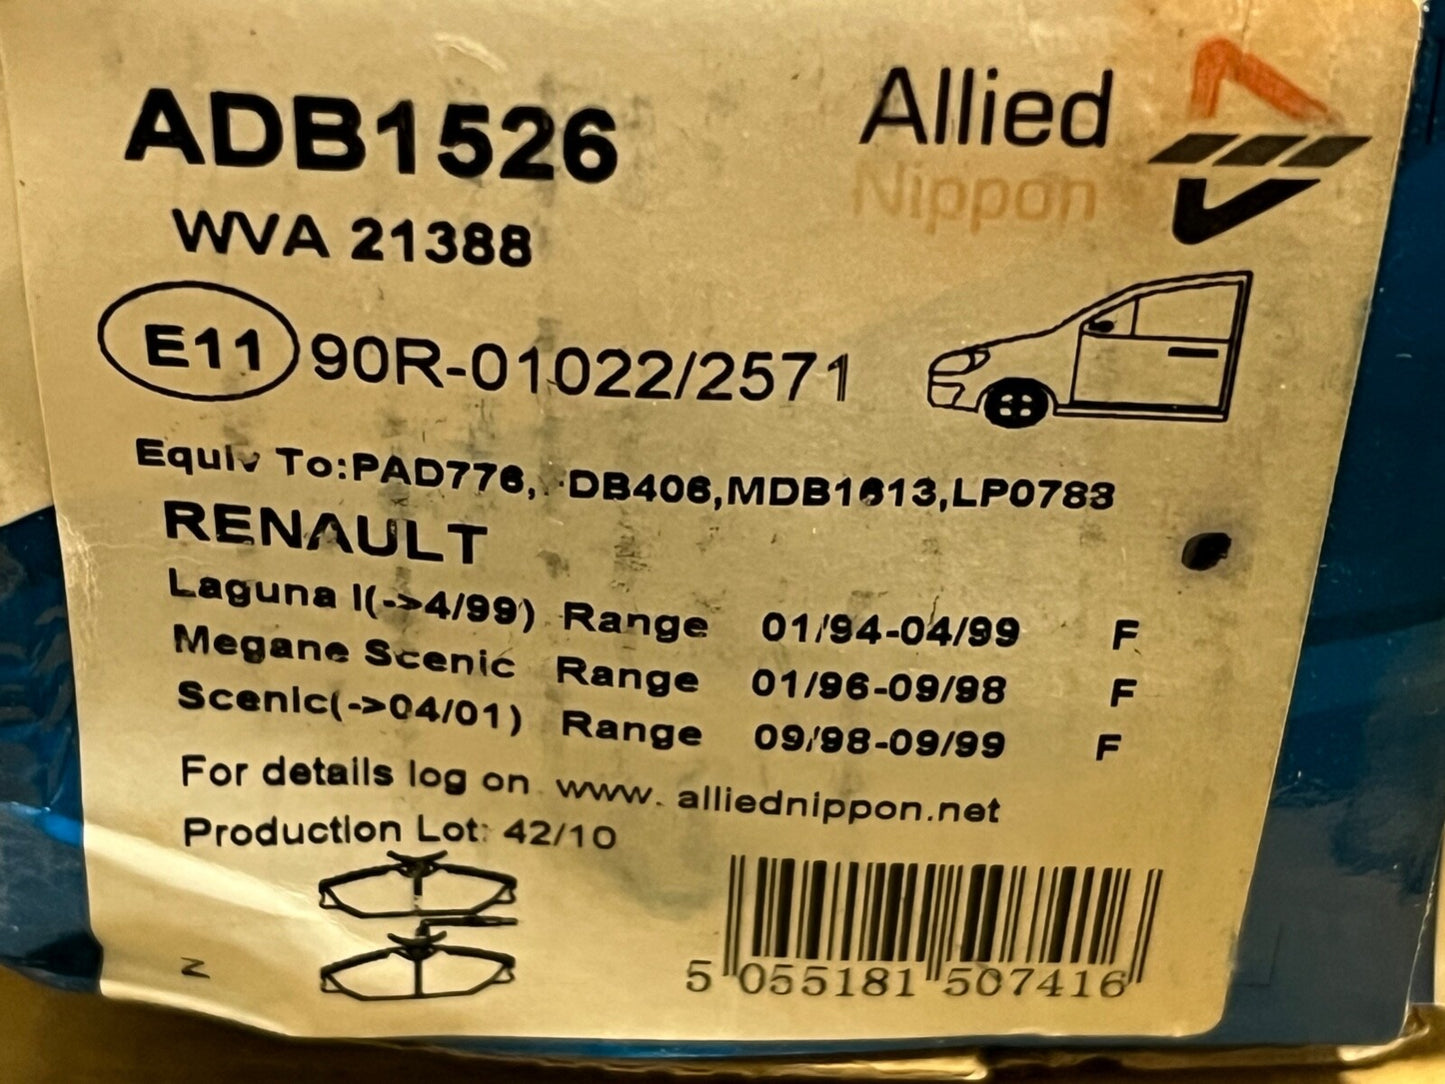 ADB1526
Allied
Nippon
WVA 21388
E11 90R-01022/2571
Equiv To:PAD776, DB406,MDB1613,LP0783
RENAULT
Laguna I(->4/99) Range 01/94-04/99 F
Megane Scenic Range 01/96-09/98 F
Scenic(->04/01) Range 09/98-09/99 F
For details log on www. alliednippon.net
Production Lot: 42/10
N
5 055181 507416